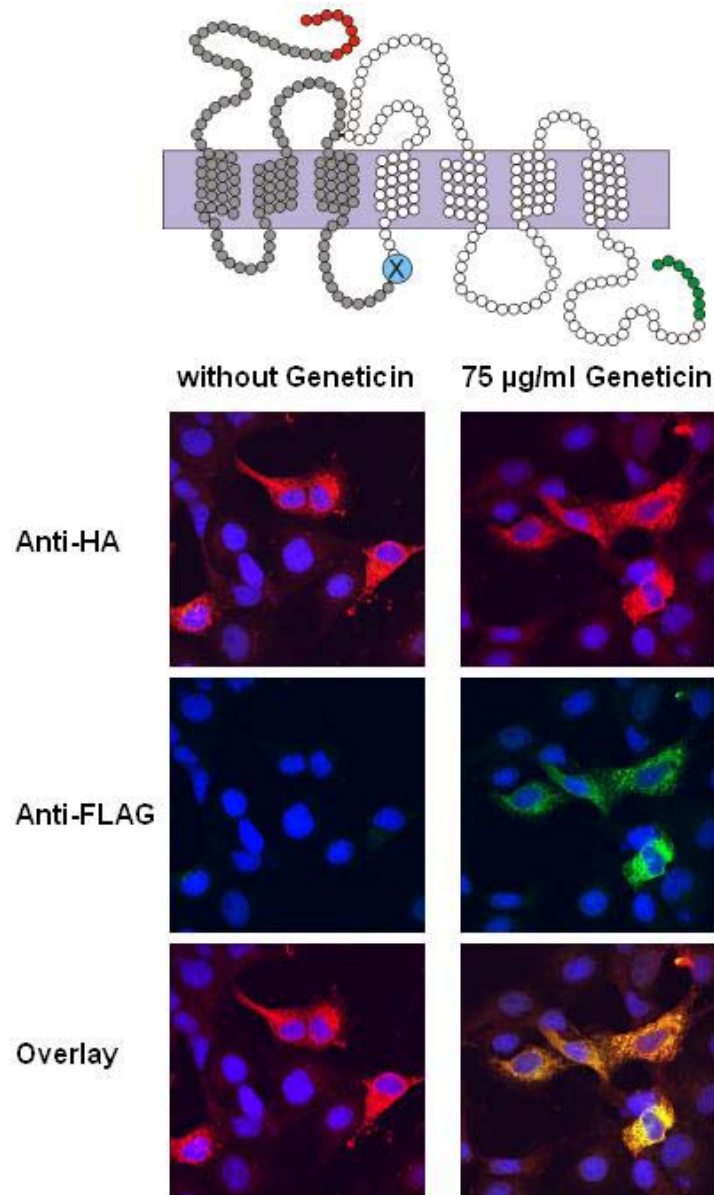 X
without Geneticin
75 µg/ml Geneticin
Anti-HA
Anti-FLAG
Overlay